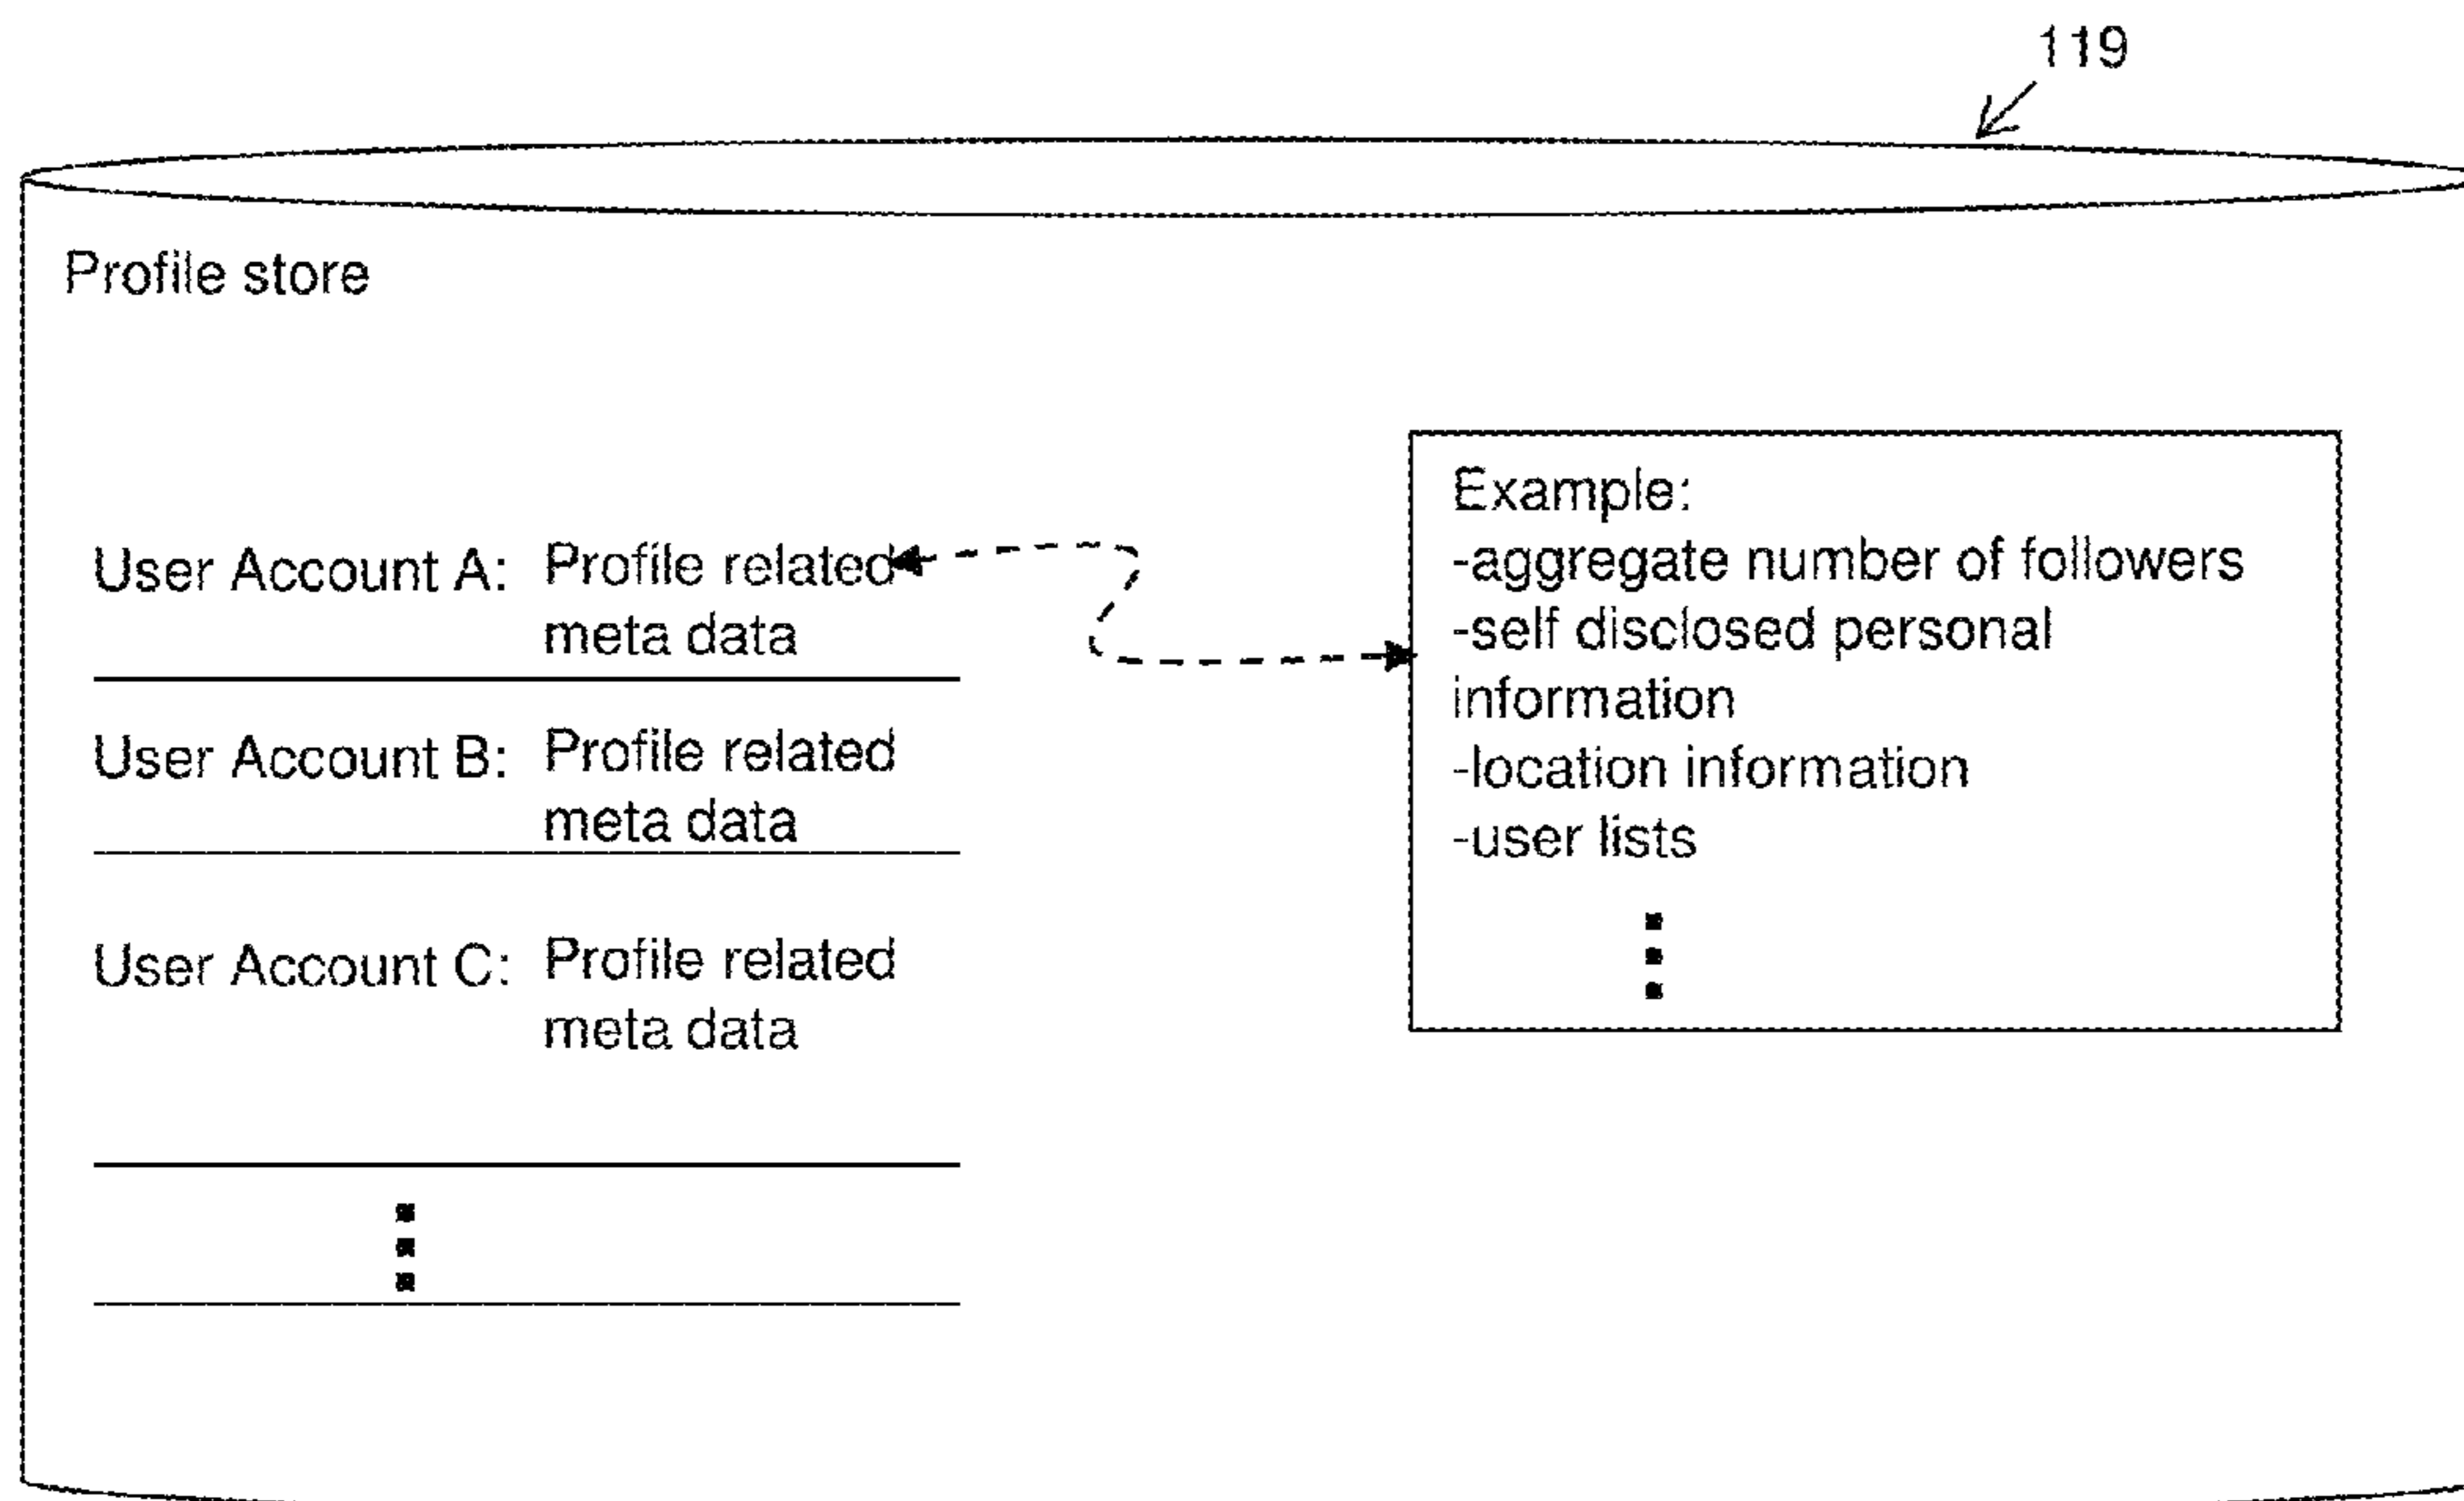 119
Profile store
User Account A: Profile related
meta data
User Account B: Profile related
meta data
User Account C: Profile related
meta data
Example:
-aggregate number of followers
-self disclosed personal
information
-location information
-user lists